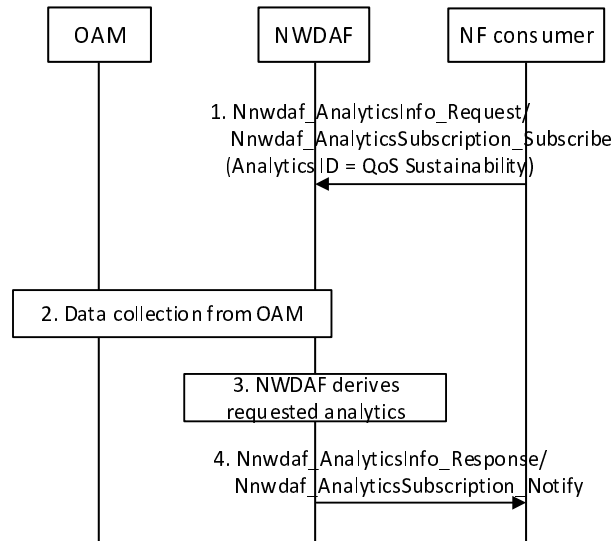 OAM
NWDAF
NF consumer
1. Nnwdaf_AnalyticsInfo_Request/
Nnwdaf_AnalyticsSubscription_Subscribe
(Analytics ID = QoS Sustainability)
2. Data collection from OAM
3. NWDAF derives
requested analytics
4. Nnwdaf_AnalyticsInfo_Response/
Nnwdaf_AnalyticsSubscription_Notify